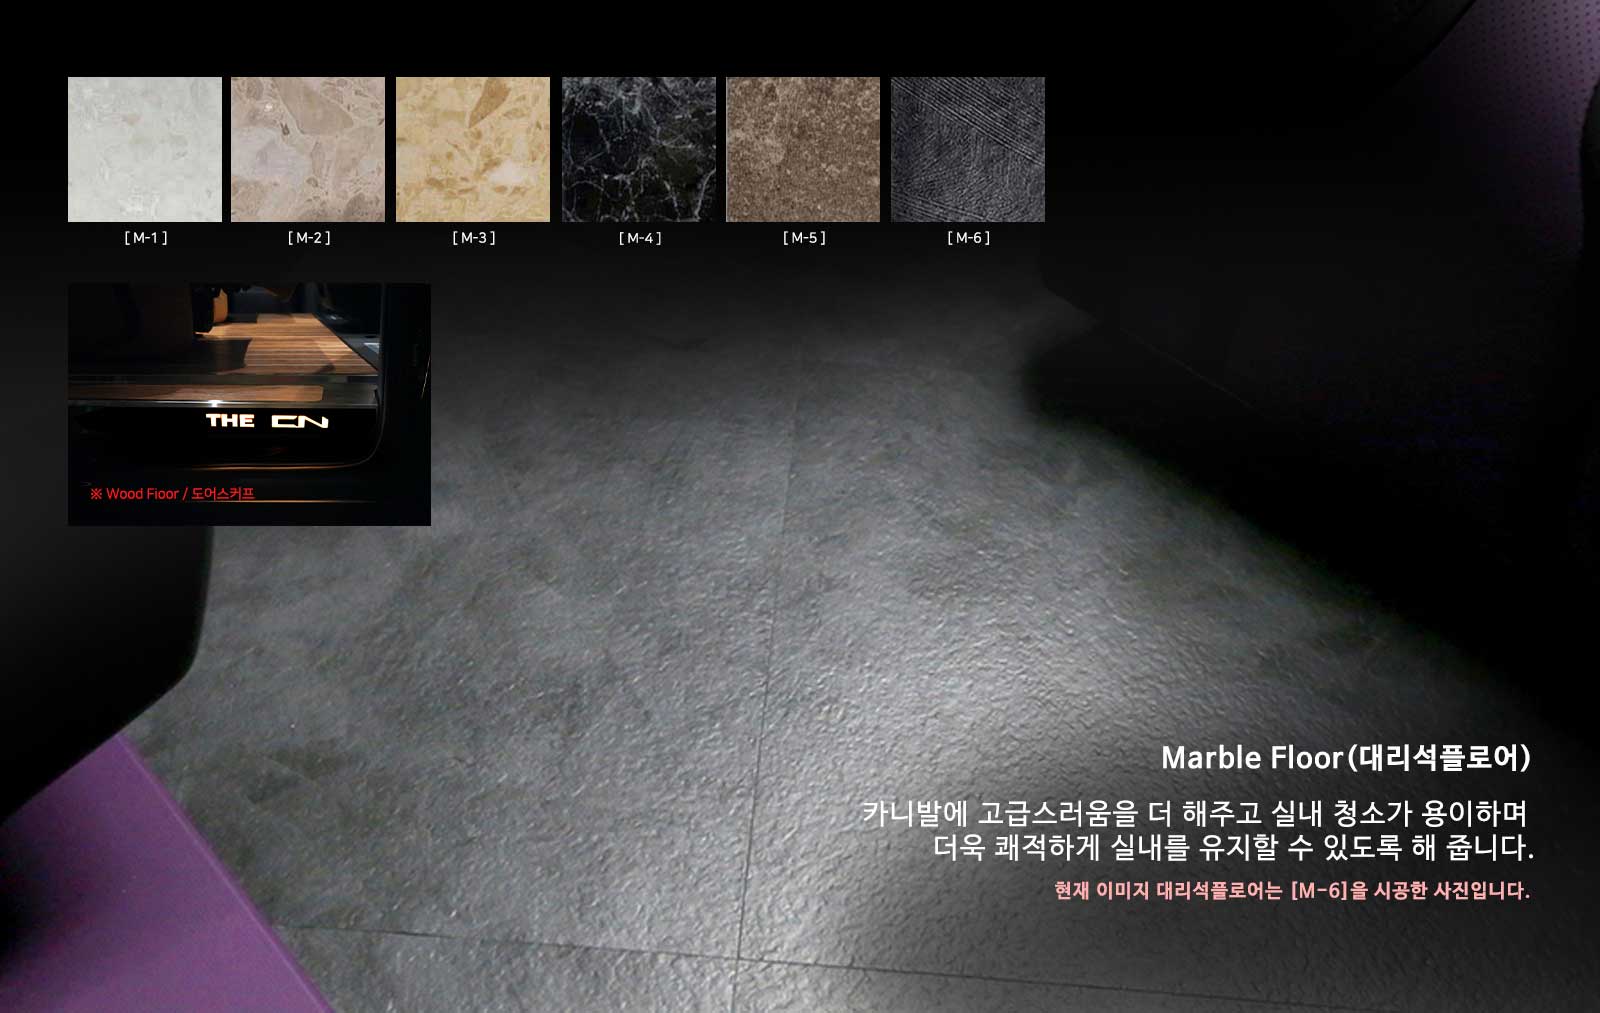 [ M-1 ]
[ M-2 ]
[ M-3 ]
[ M-4 ]
[ M-5 ]
[ M-6 ]
THE CN
※ Wood Fioor / 도어스커프
Marble Floor(대리석플로어)
카니발에 고급스러움을 더 해주고 실내 청소가 용이하며
더욱 쾌적하게 실내를 유지할 수 있도록 해 줍니다.
현재 이미지 대리석플로어는 [M-6]을 시공한 사진입니다.